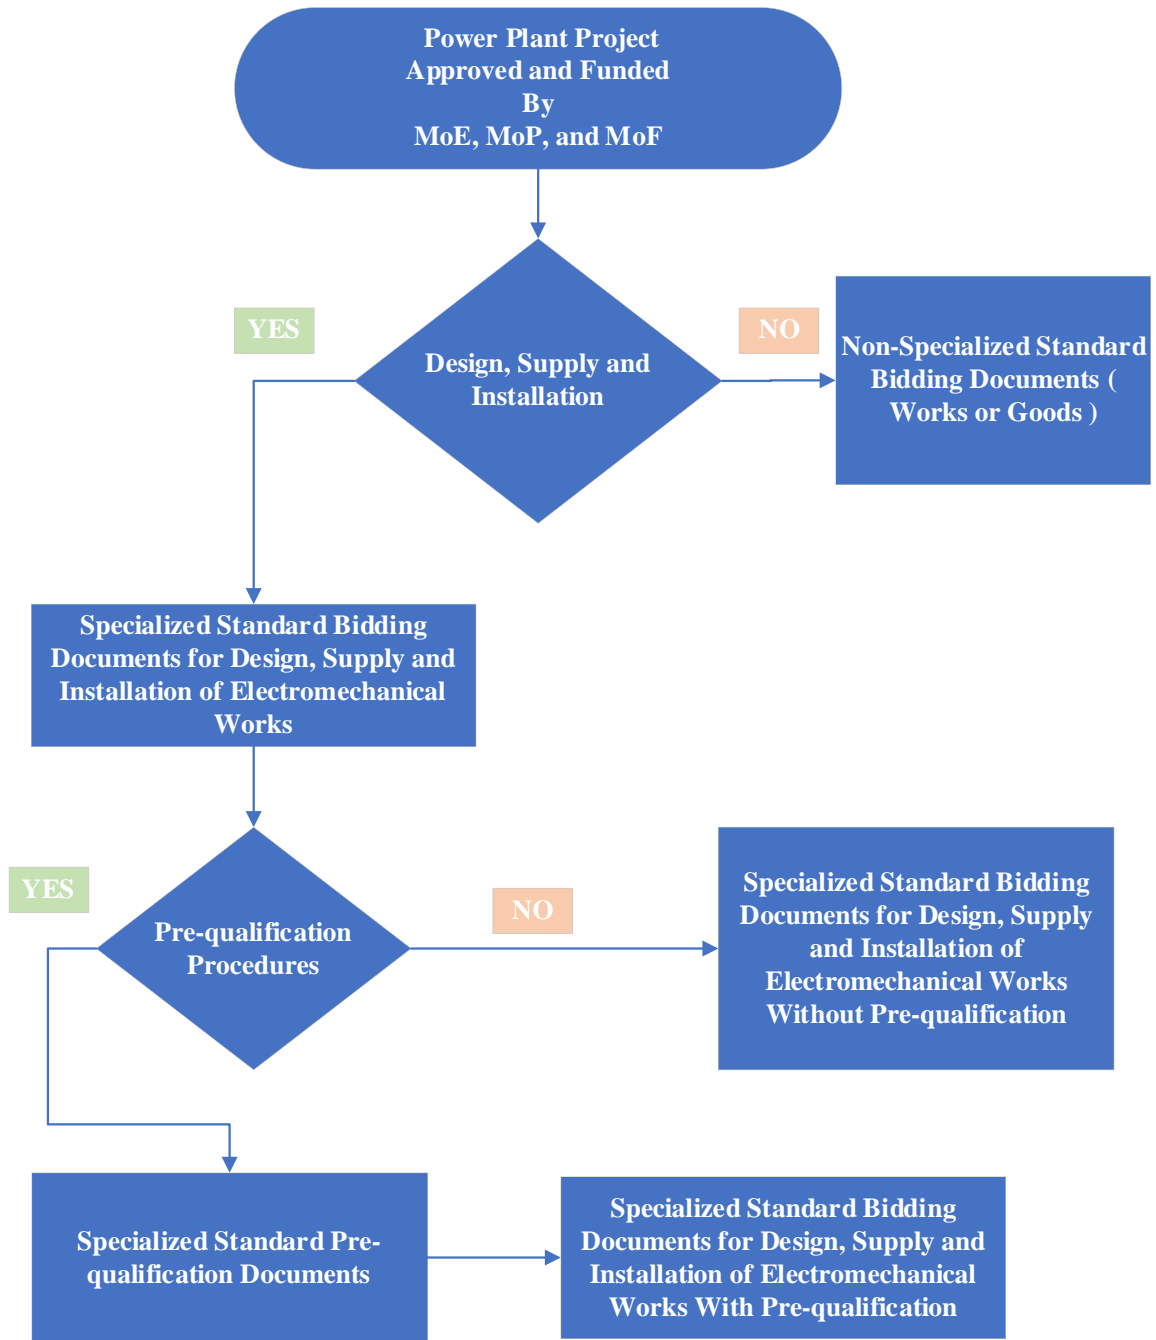 Power Plant Project
Approved and Funded
By
MoE, MoP, and MoF
YES
NO
Design, Supply and
Installation
Non-Specialized Standard
Bidding Documents (
Works or Goods )
Specialized Standard Bidding
Documents for Design, Supply and
Installation of Electromechanical
Works
YES
NO
Pre-qualification
Procedures
Specialized Standard Bidding
Documents for Design, Supply
and Installation of
Electromechanical Works
Without Pre-qualification
Specialized Standard Pre-
qualification Documents
Specialized Standard Bidding
Documents for Design, Supply and
Installation of Electromechanical
Works With Pre-qualification